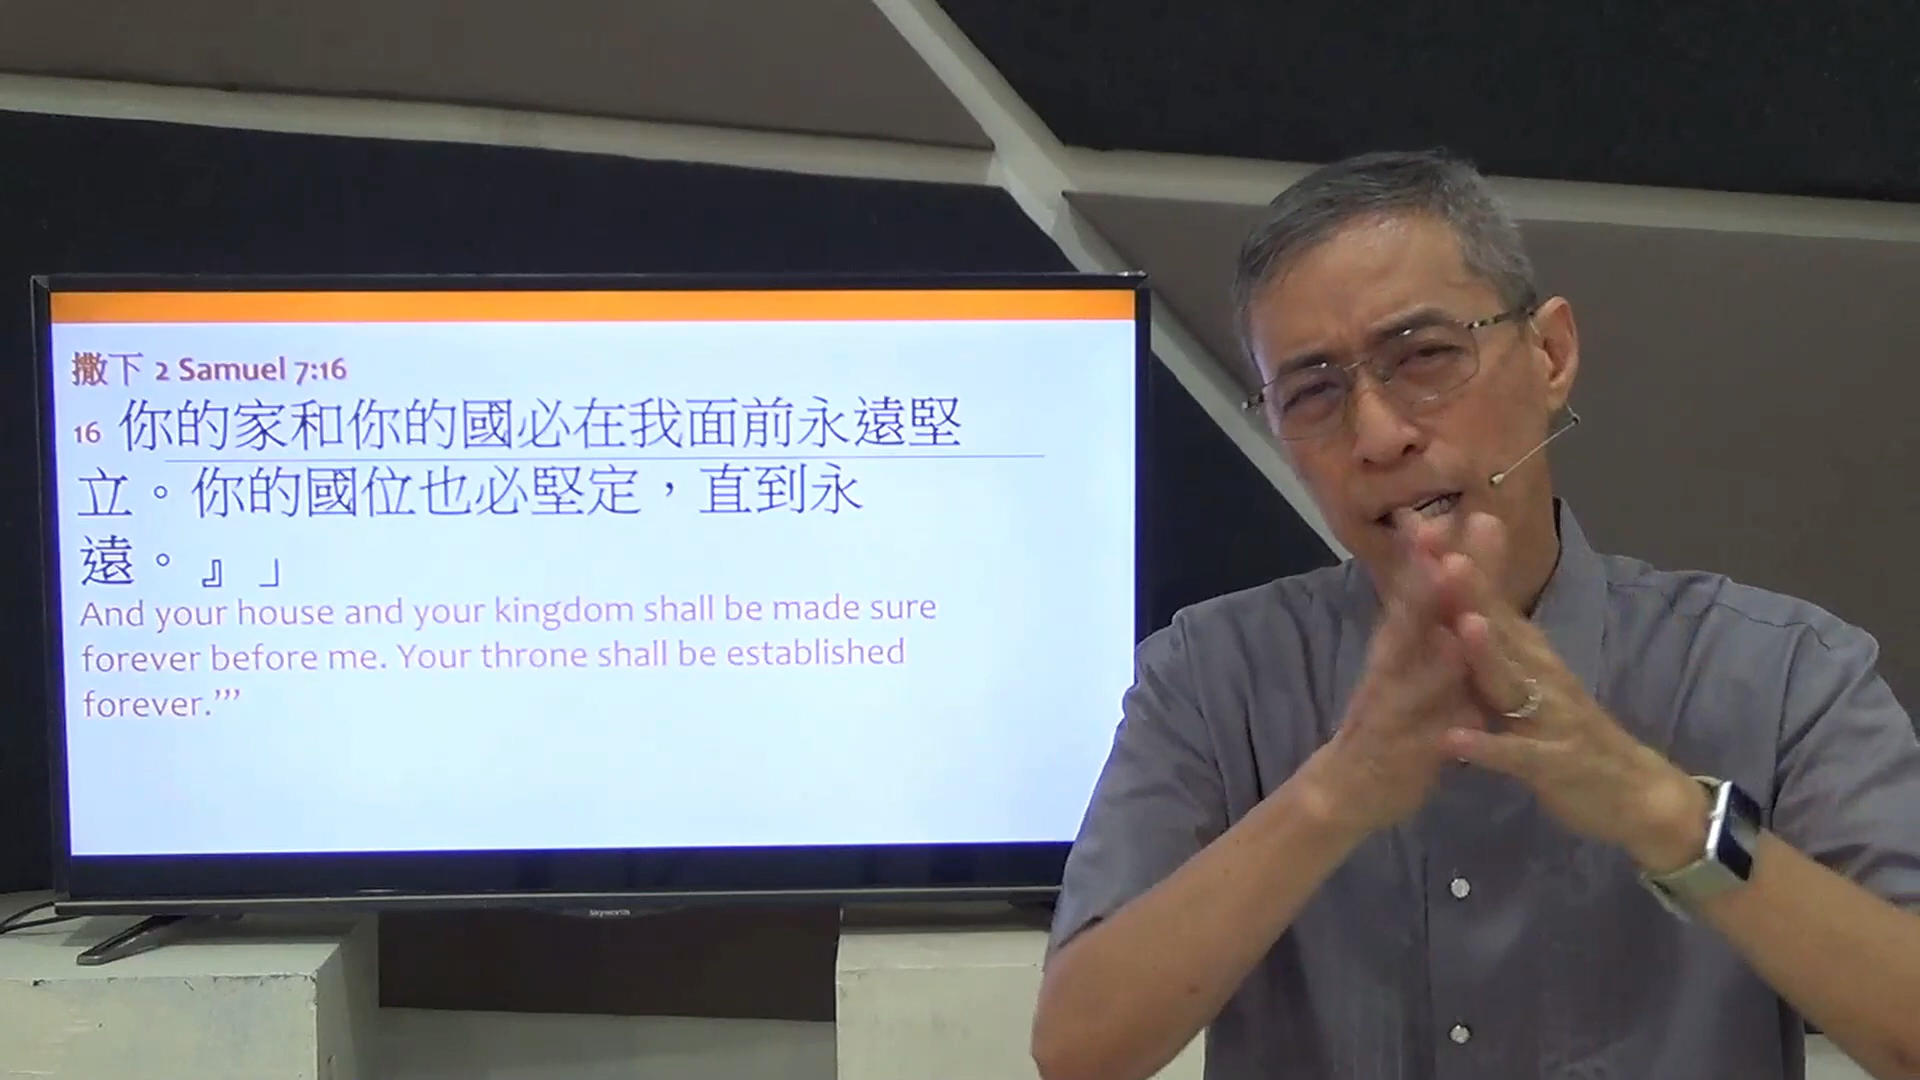 撒下 2 Samuel 7:16
16 你的家和你的國必在我面前永遠堅
立。你的國位也必堅定，直到永
遠。』」
And your house and your kingdom shall be made sure
forever before me. Your throne shall be established
forever.’”
skyworth